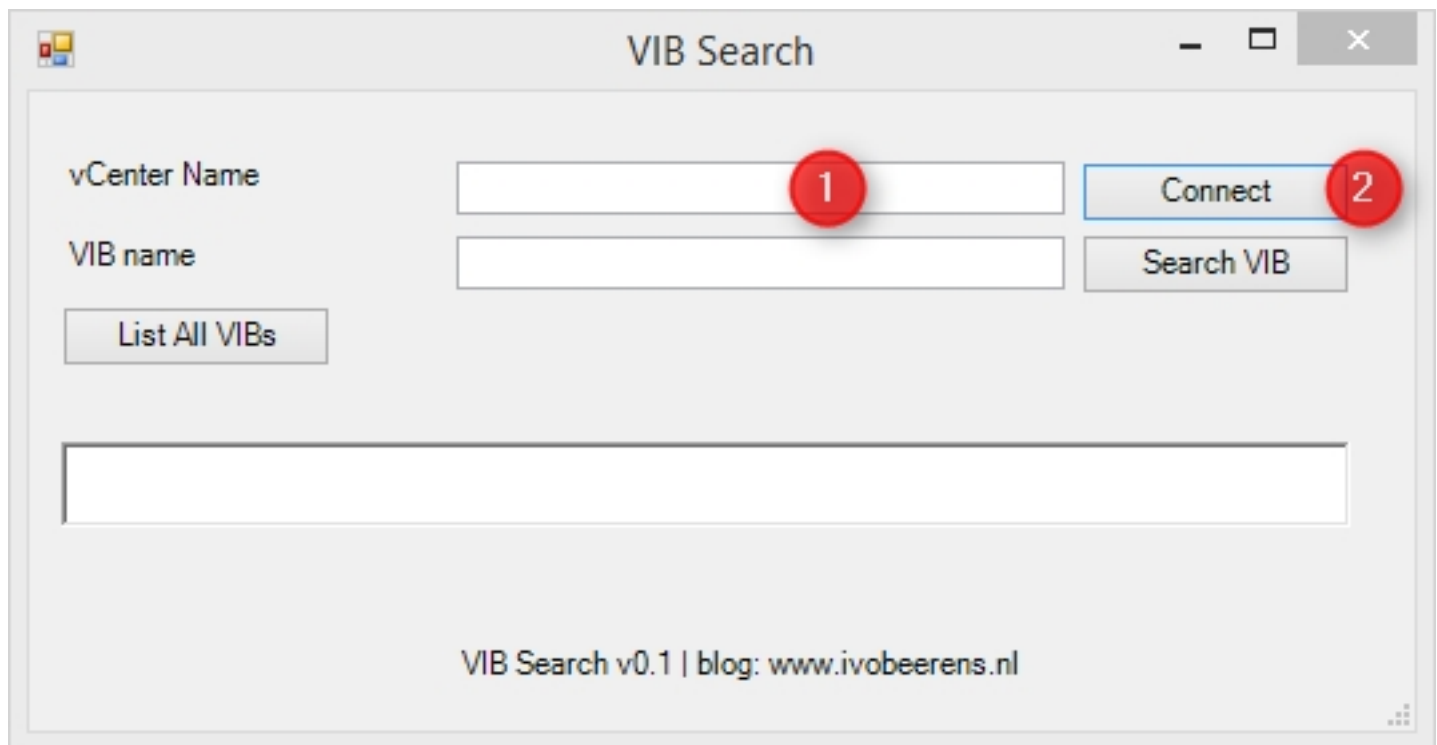 VIB Search
vCenter Name 1 Connect 2
VIB name Search VIB
List All VIBs
VIB Search v0.1 | blog: www.ivobeerens.nl